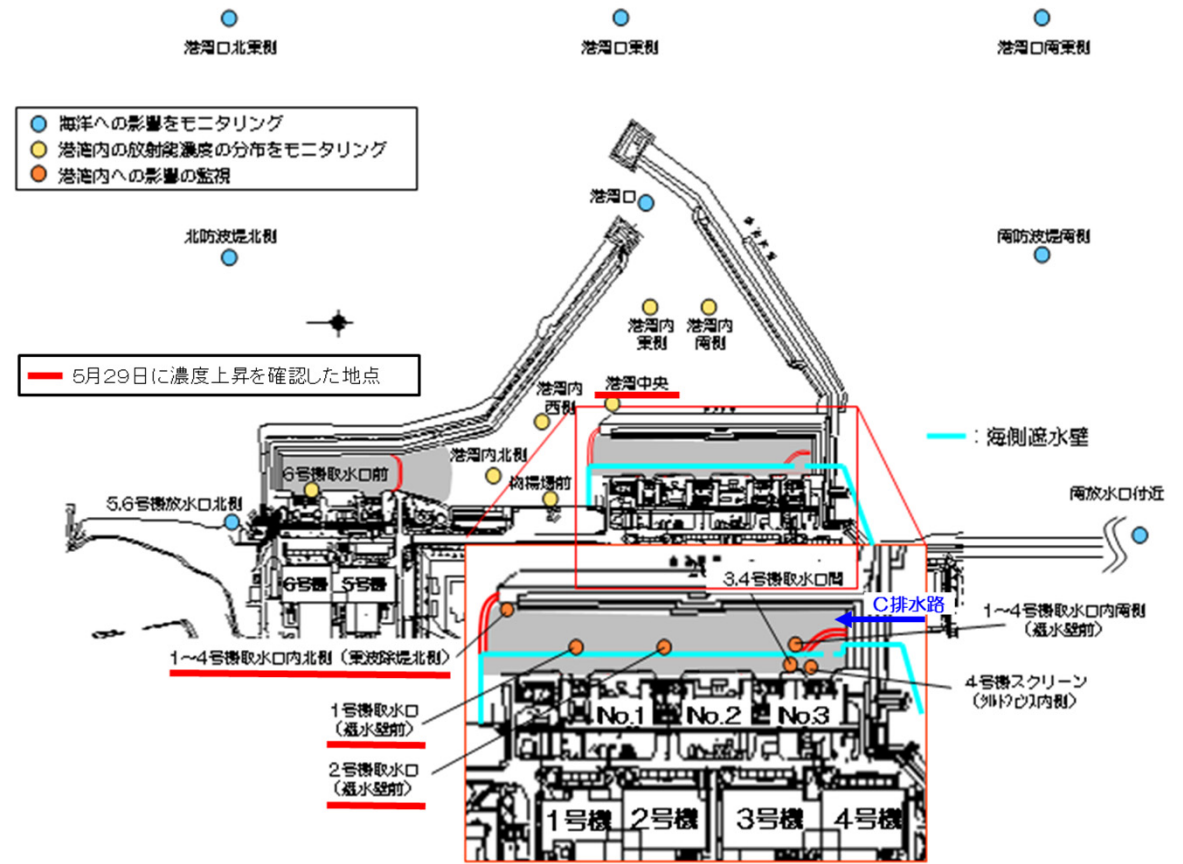 港湾口北東側
港湾口東側
港湾口南東側
海洋への影響をモニタリング
港湾内の放射能濃度の分布をモニタリング
港湾内への影響の監視
港湾口
北防波堤北側
南防波堤南側
港湾内
東側
港湾内
南側
5月29日に濃度上昇を確認した地点
港湾内
西側
港湾中央
：海側遮水壁
港湾内北側
6号機取水口前
物揚場前
5,6号機放水口北側
南放水口付近
6号機
5号機
3,4号機取水口間
C排水路
1～4号機取水口内南側
（遮水壁前）
1～4号機取水口内北側（東波除堤北側）
4号機スクリーン
（シルトフェンス内側）
1号機取水口
（遮水壁前）
No.1
No.2
No.3
2号機取水口
（遮水壁前）
1号機
2号機
3号機
4号機